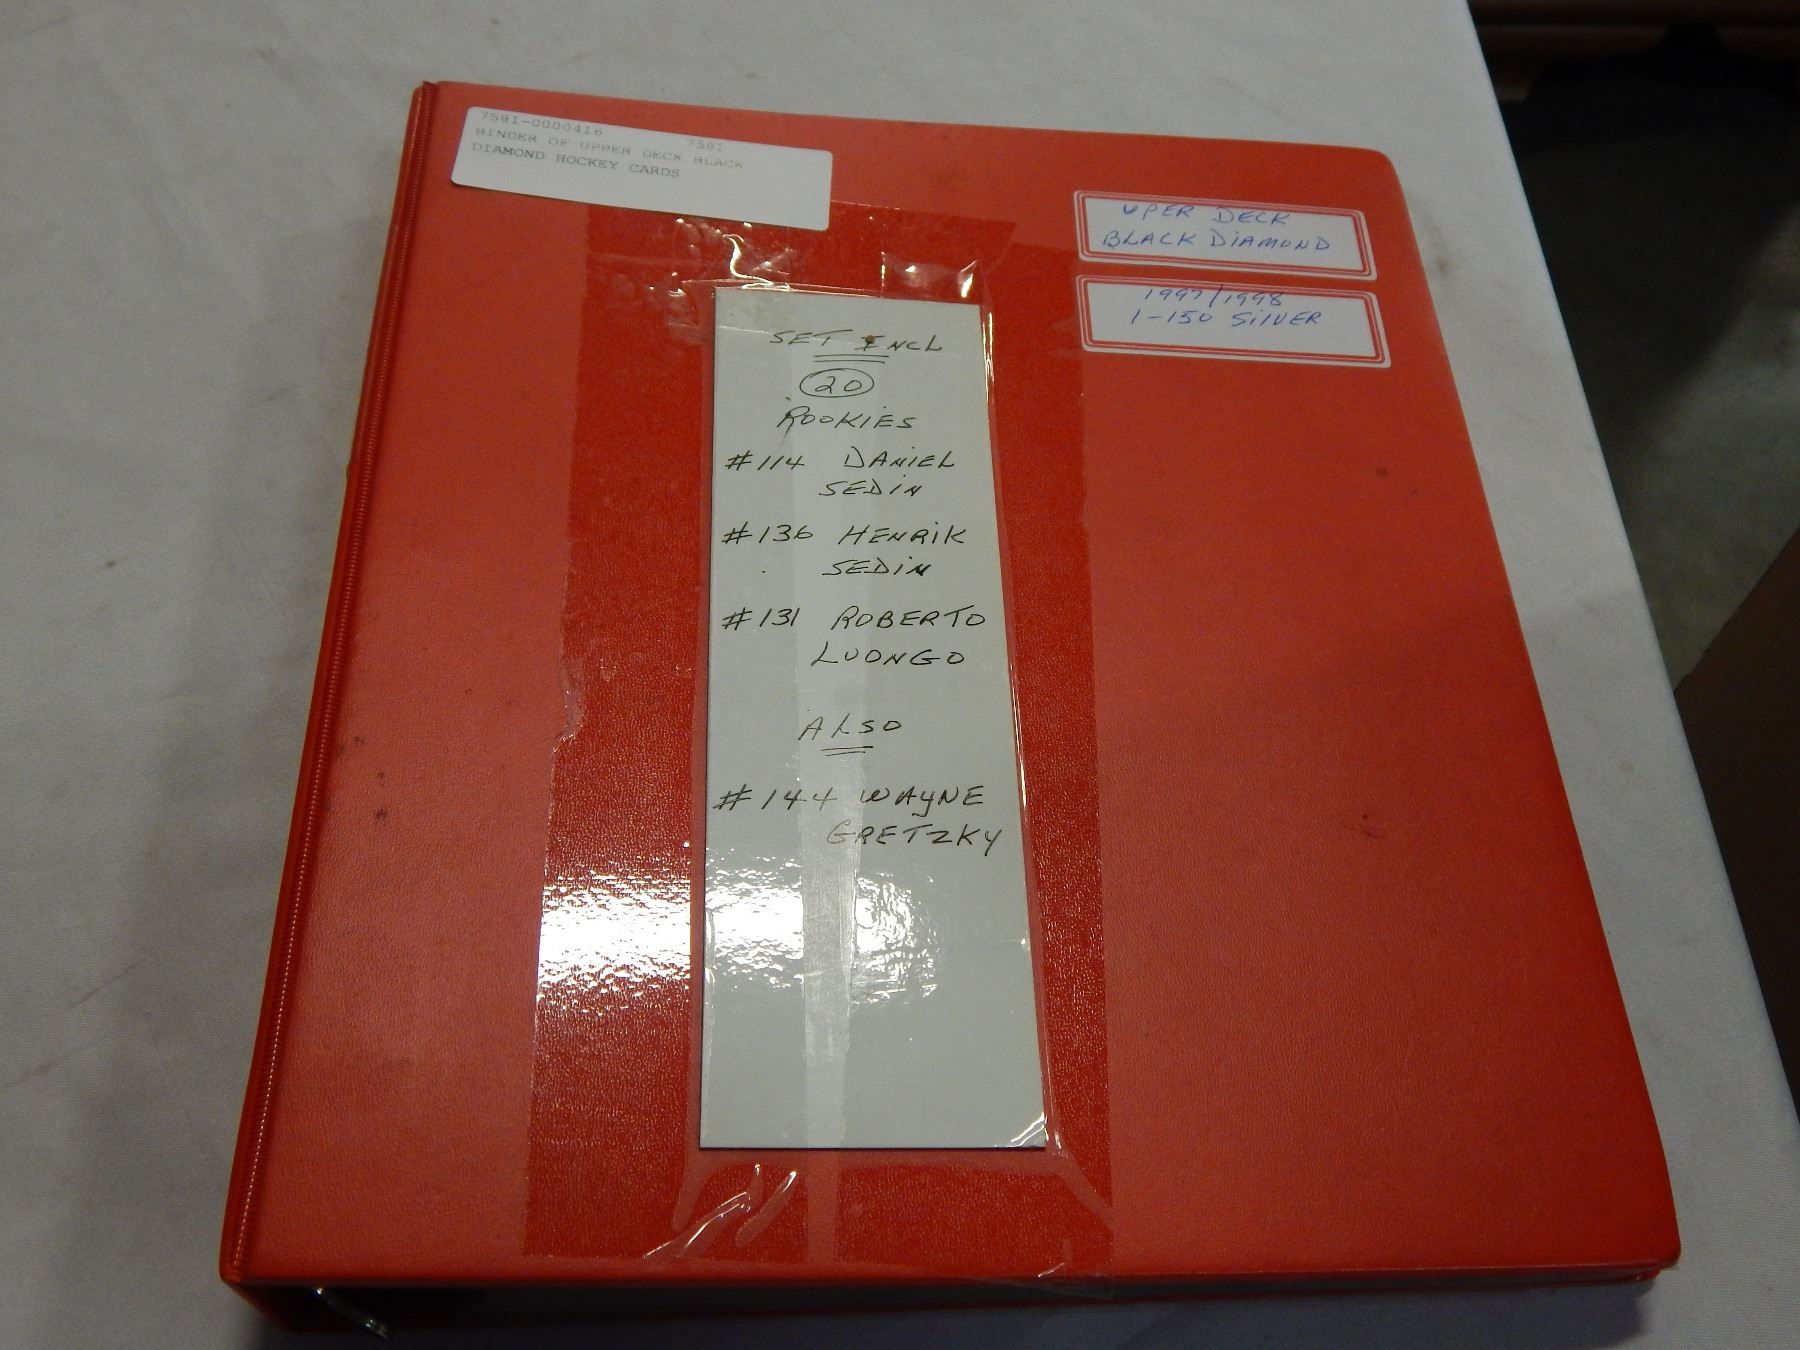 7581-0000416 7581
BINDER OF UPPER DECK BLACK
DIAMOND HOCKEY CARDS
UPER DECK
BLACK DIAMOND
1997/1998
1-150 SILVER
SET INCL
20
ROOKIES
#114 DANIEL
SEDIN
#136 HENRIK
SEDIN
#131 ROBERTO
LUONGO
ALSO
#144 WAYNE
GRETZKY